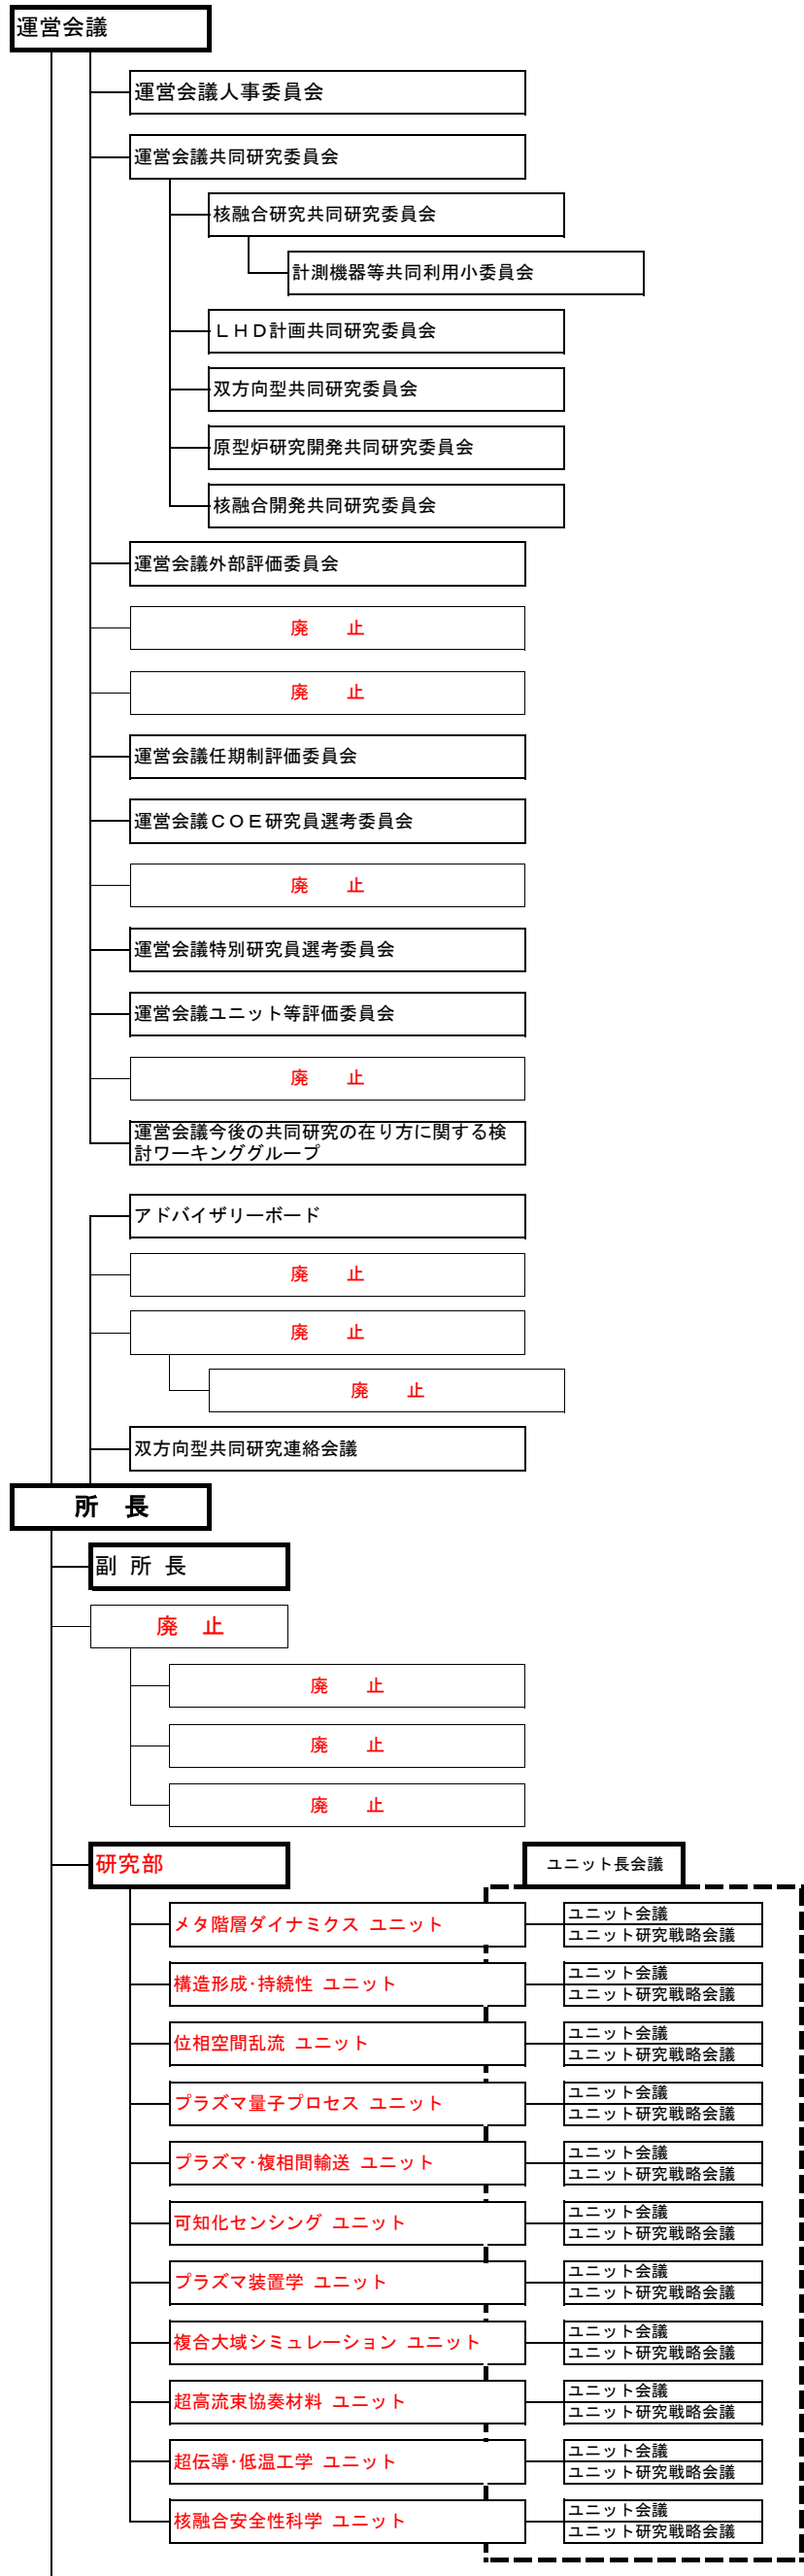 運営会議
運営会議人事委員会
運営会議共同研究委員会
核融合研究共同研究委員会
計測機器等共同利用小委員会
ＬＨＤ計画共同研究委員会
双方向型共同研究委員会
原型炉研究開発共同研究委員会
核融合開発共同研究委員会
運営会議外部評価委員会
廃　止
廃　止
運営会議任期制評価委員会
運営会議ＣＯＥ研究員選考委員会
廃　止
運営会議特別研究員選考委員会
運営会議ユニット等評価委員会
廃　止
運営会議今後の共同研究の在り方に関する検
討ワーキンググループ
アドバイザリーボード
廃　止
廃　止
廃　止
双方向型共同研究連絡会議
所　長
副 所 長
廃　止
廃　止
廃　止
廃　止
研究部
ユニット長会議
メタ階層ダイナミクス ユニット
ユニット会議
ユニット研究戦略会議
構造形成･持続性 ユニット
ユニット会議
ユニット研究戦略会議
位相空間乱流 ユニット
ユニット会議
ユニット研究戦略会議
プラズマ量子プロセス ユニット
ユニット会議
ユニット研究戦略会議
プラズマ･複相間輸送 ユニット
ユニット会議
ユニット研究戦略会議
可知化センシング ユニット
ユニット会議
ユニット研究戦略会議
プラズマ装置学 ユニット
ユニット会議
ユニット研究戦略会議
複合大域シミュレーション ユニット
ユニット会議
ユニット研究戦略会議
超高流束協奏材料 ユニット
ユニット会議
ユニット研究戦略会議
超伝導･低温工学 ユニット
ユニット会議
ユニット研究戦略会議
核融合安全性科学 ユニット
ユニット会議
ユニット研究戦略会議